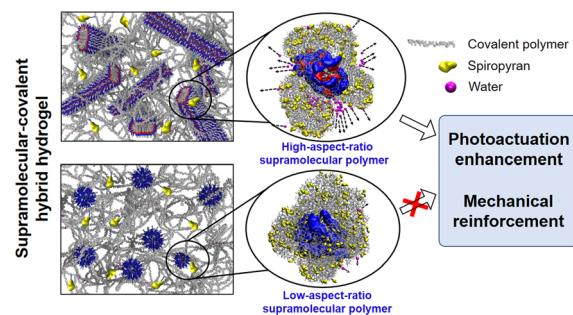 Supramolecular-covalent
hybrid hydrogel
High-aspect-ratio
supramolecular polymer
Low-aspect-ratio
supramolecular polymer
Covalent polymer
Spiropyran
Water
Photoactuation
enhancement
Mechanical
reinforcement